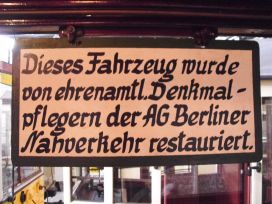 Dieses Fahrzeug wurde
von ehrenamtl. Denkmal-
pflegern der AG Berliner
Nahverkehr restauriert.